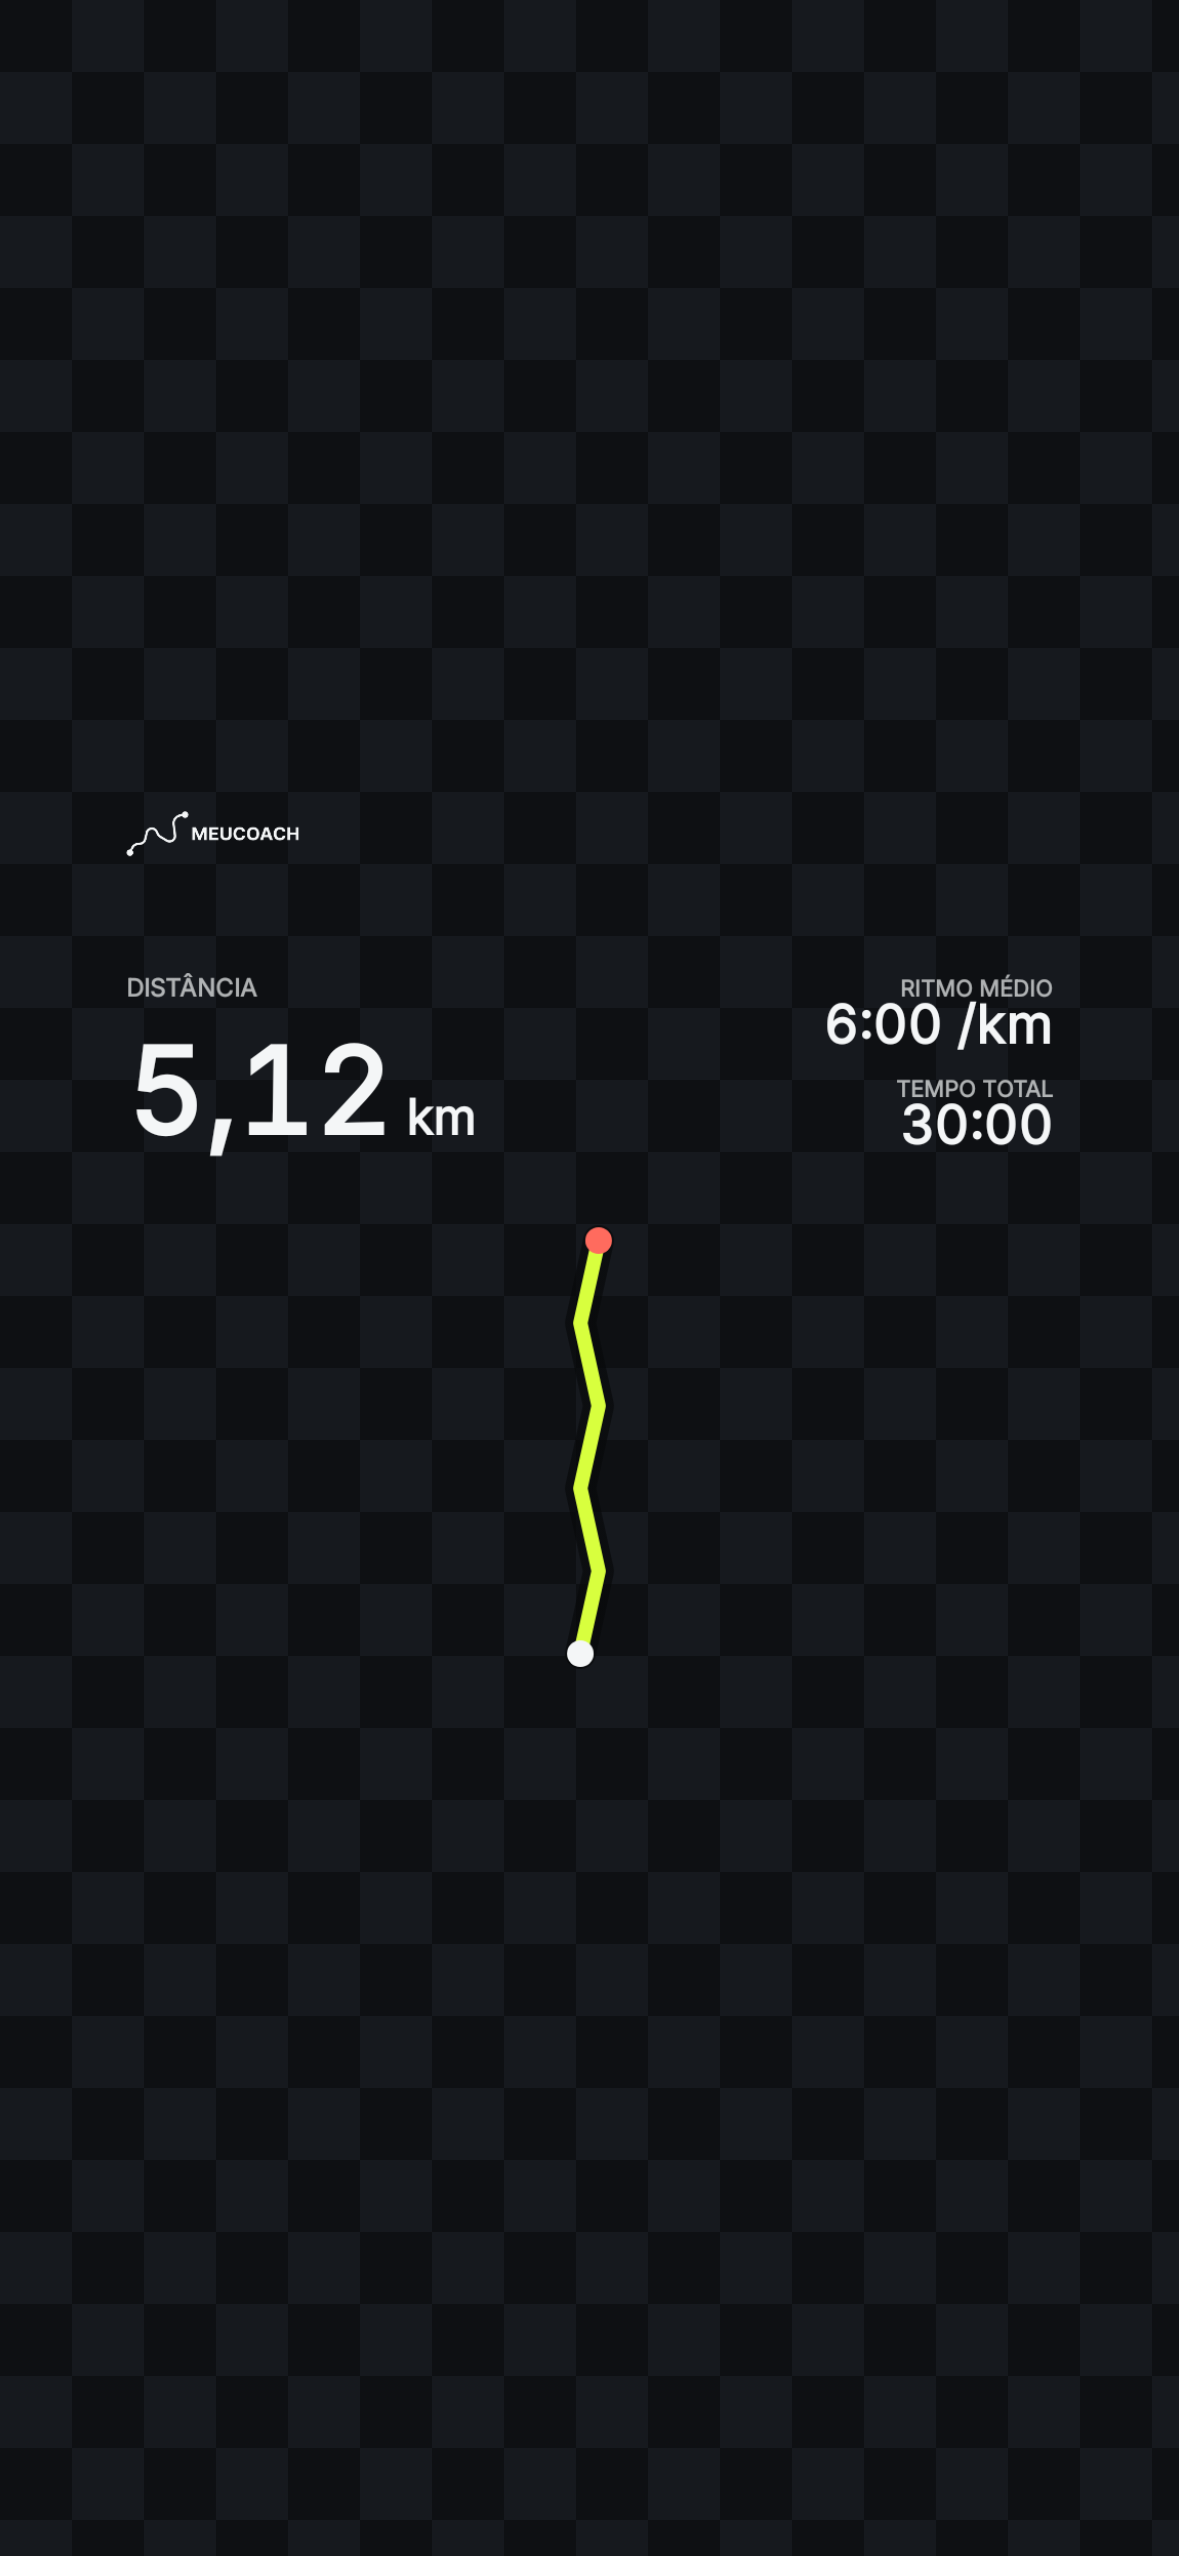 MEUCOACH
DISTÂNCIA
5,12 km
RITMO MÉDIO
6:00 /km
TEMPO TOTAL
30:00